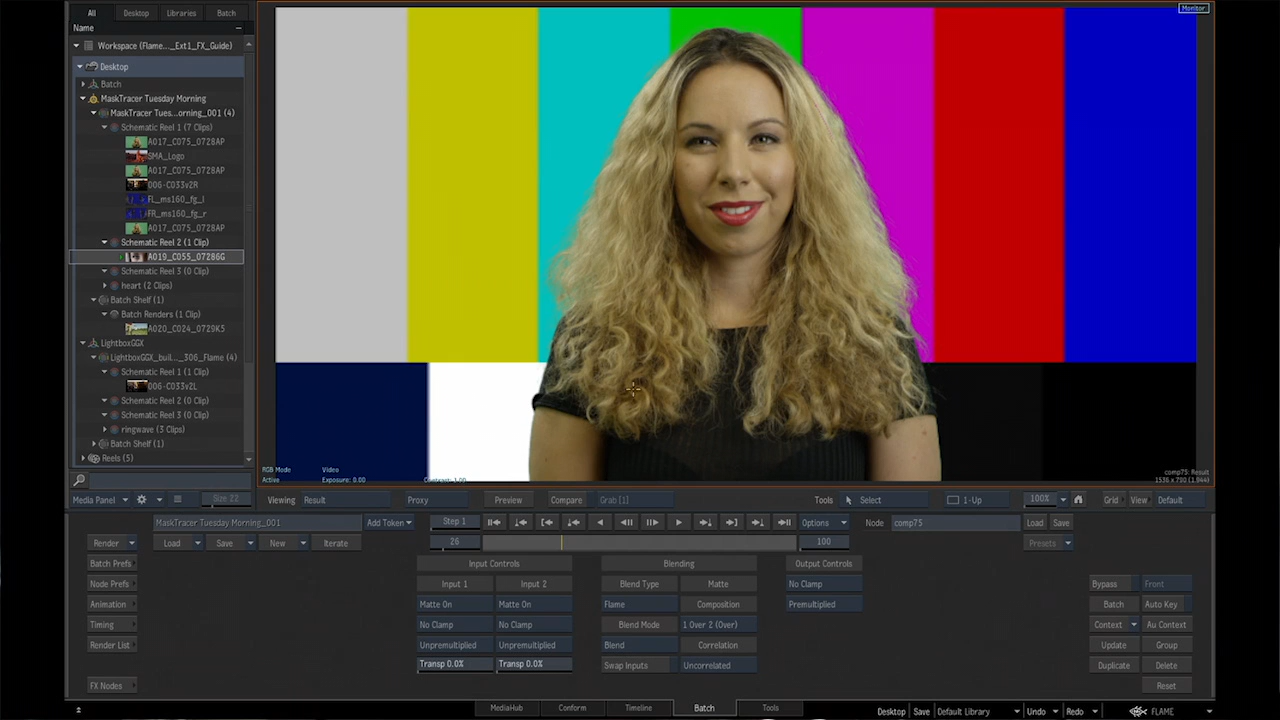 All Desktop Libraries Batch
Name
Workspace (Flame..._Ext1_FX_Guide)
Desktop
Batch
MaskTracer Tuesday Morning
MaskTracer Tues...orning_001 (4)
Schematic Reel 1 (7 Clips)
A017_C075_0728AP
SMA_Logo
A017_C075_0728AP
006-C033v2R
FL_ms160_fg_l
FR_ms160_fg_r
A017_C075_0728AP
Schematic Reel 2 (1 Clip)
A019_C055_07286G
Schematic Reel 3 (0 Clip)
heart (2 Clips)
Batch Shelf (1)
Batch Renders (1 Clip)
A020_C024_0729K5
LightboxGGX
LightboxGGX_buil..._306_Flame (4)
Schematic Reel 1 (1 Clip)
006-C033v2L
Schematic Reel 2 (0 Clip)
Schematic Reel 3 (0 Clip)
ringwave (3 Clips)
Batch Shelf (1)
Reels (5)
Monitor
RGB Mode Video
Active Exposure: 0.00 Contrast: 1.00
comp75: Result
1536 x 790 (1.944)
Media Panel Size 22 Viewing Result Proxy Preview Compare Grab [1] Tools Select 1-Up 100% Grid View Default
MaskTracer Tuesday Morning_001 Add Token Step 1 Options Node comp75 Load Save
Render Load Save New Iterate 26 100 Presets
Batch Prefs Input Controls Blending Output Controls
Node Prefs Input 1 Input 2 Blend Type Matte No Clamp Bypass Front
Animation Matte On Matte On Flame Composition Premultiplied Batch Auto Key
Timing No Clamp No Clamp Blend Mode 1 Over 2 (Over) Context Au Context
Render List Unpremultiplied Unpremultiplied Blend Correlation Update Group
Transp 0.0% Transp 0.0% Swap Inputs Uncorrelated Duplicate Delete
FX Nodes Reset
MediaHub Conform Timeline Batch Tools Desktop Save Default Library Undo Redo FLAME